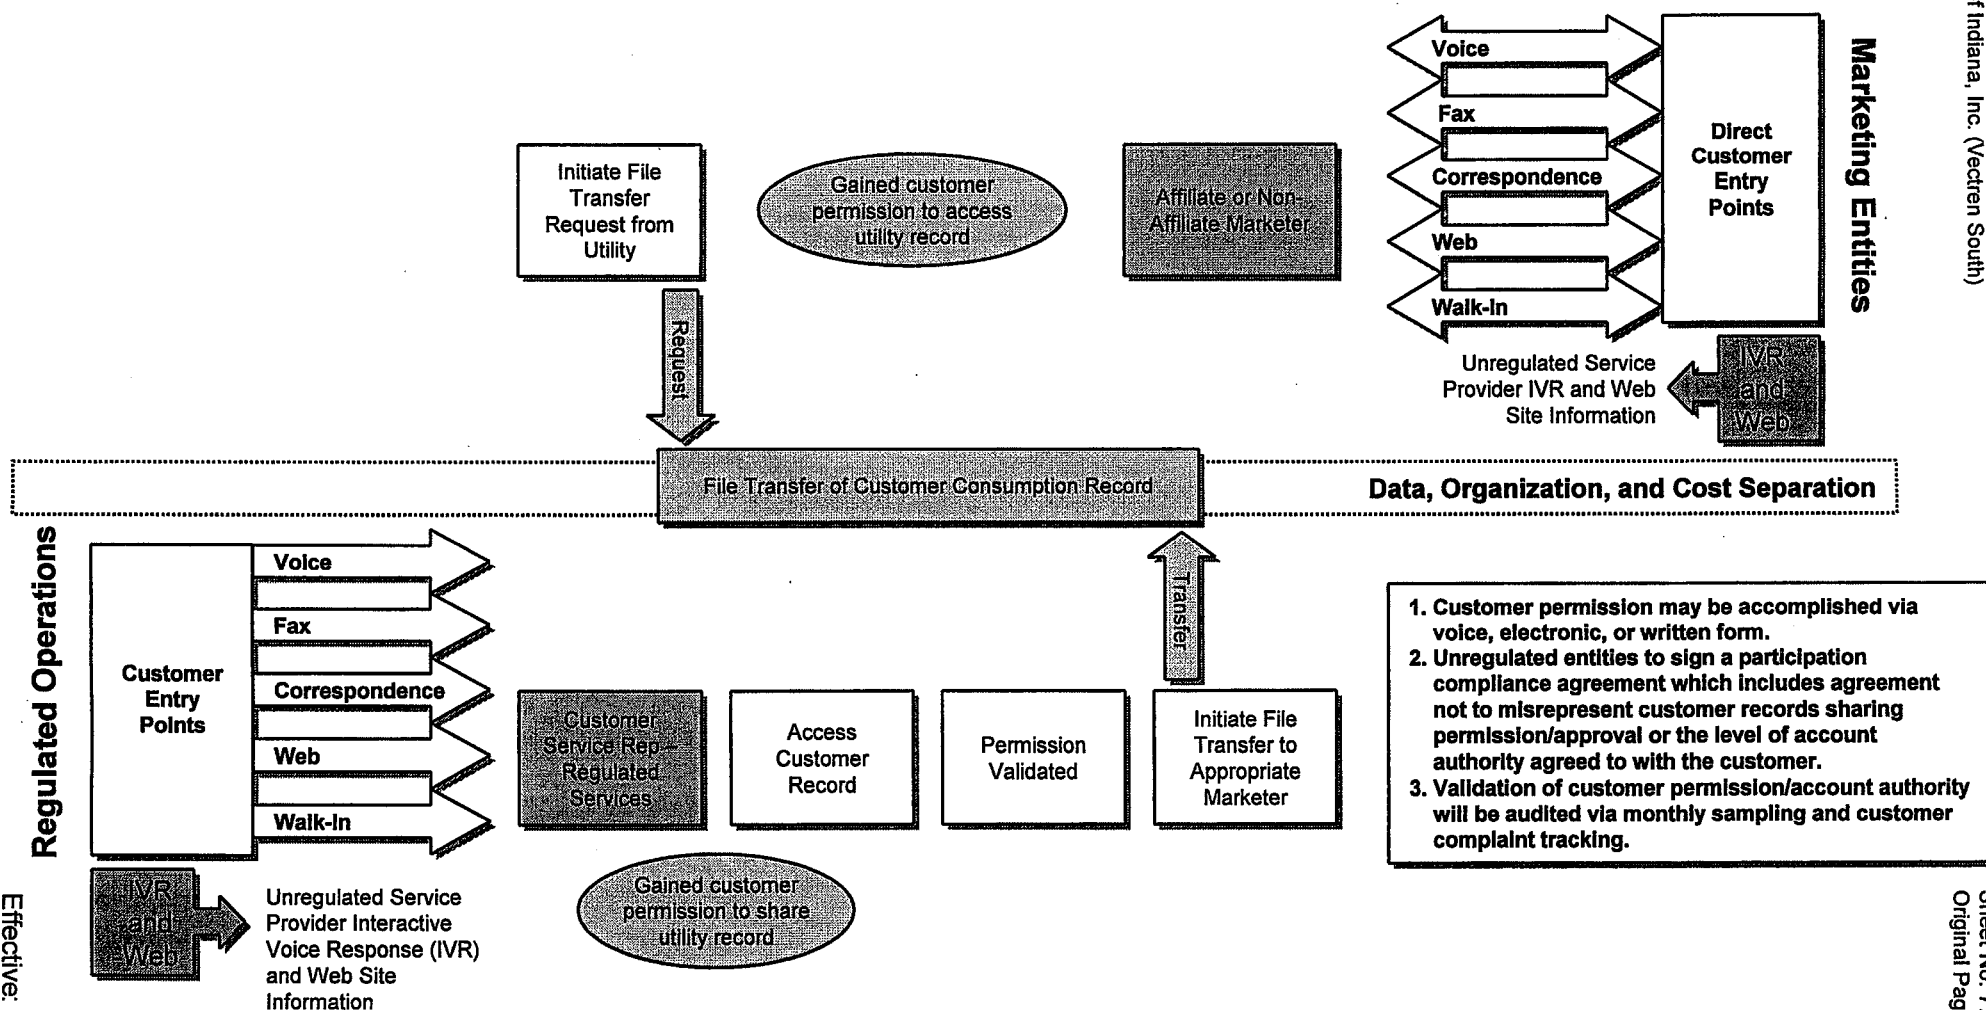 f Indiana, Inc. (Vectren South)
Marketing Entities
Voice
Fax
Correspondence
Web
Walk-In
Direct
Customer
Entry
Points
Initiate File
Transfer
Request from
Utility
Gained customer
permission to access
utility record
Affiliate or Non-
Affiliate Marketer
Request
Unregulated Service
Provider IVR and Web
Site Information
IVR
and
Web
File Transfer of Customer Consumption Record
Data, Organization, and Cost Separation
Regulated Operations
Customer
Entry
Points
Voice
Fax
Correspondence
Web
Walk-In
Transfer
Customer
Service Rep –
Regulated
Services
Access
Customer
Record
Permission
Validated
Initiate File
Transfer to
Appropriate
Marketer
1. Customer permission may be accomplished via
voice, electronic, or written form.
2. Unregulated entities to sign a participation
compliance agreement which includes agreement
not to misrepresent customer records sharing
permission/approval or the level of account
authority agreed to with the customer.
3. Validation of customer permission/account authority
will be audited via monthly sampling and customer
complaint tracking.
IVR
and
Web
Unregulated Service
Provider Interactive
Voice Response (IVR)
and Web Site
Information
Gained customer
permission to share
utility record
Sheet No. 7
Original Pag
Effective: